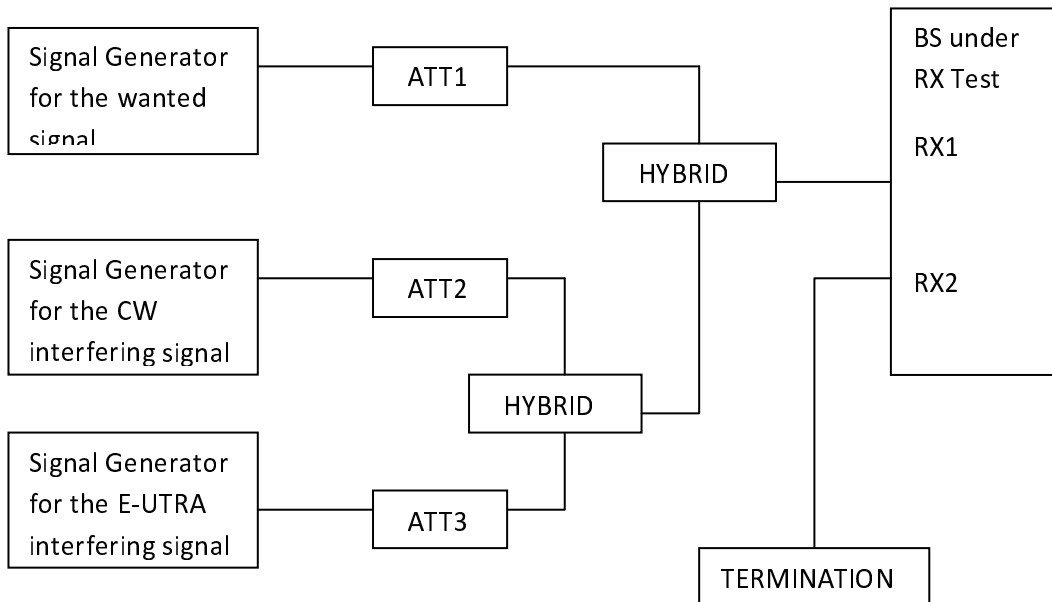 Signal Generator
for the wanted
signal
ATT1
HYBRID
BS under
RX Test
RX1
RX2
Signal Generator
for the CW
interfering signal
ATT2
HYBRID
Signal Generator
for the E-UTRA
interfering signal
ATT3
TERMINATION